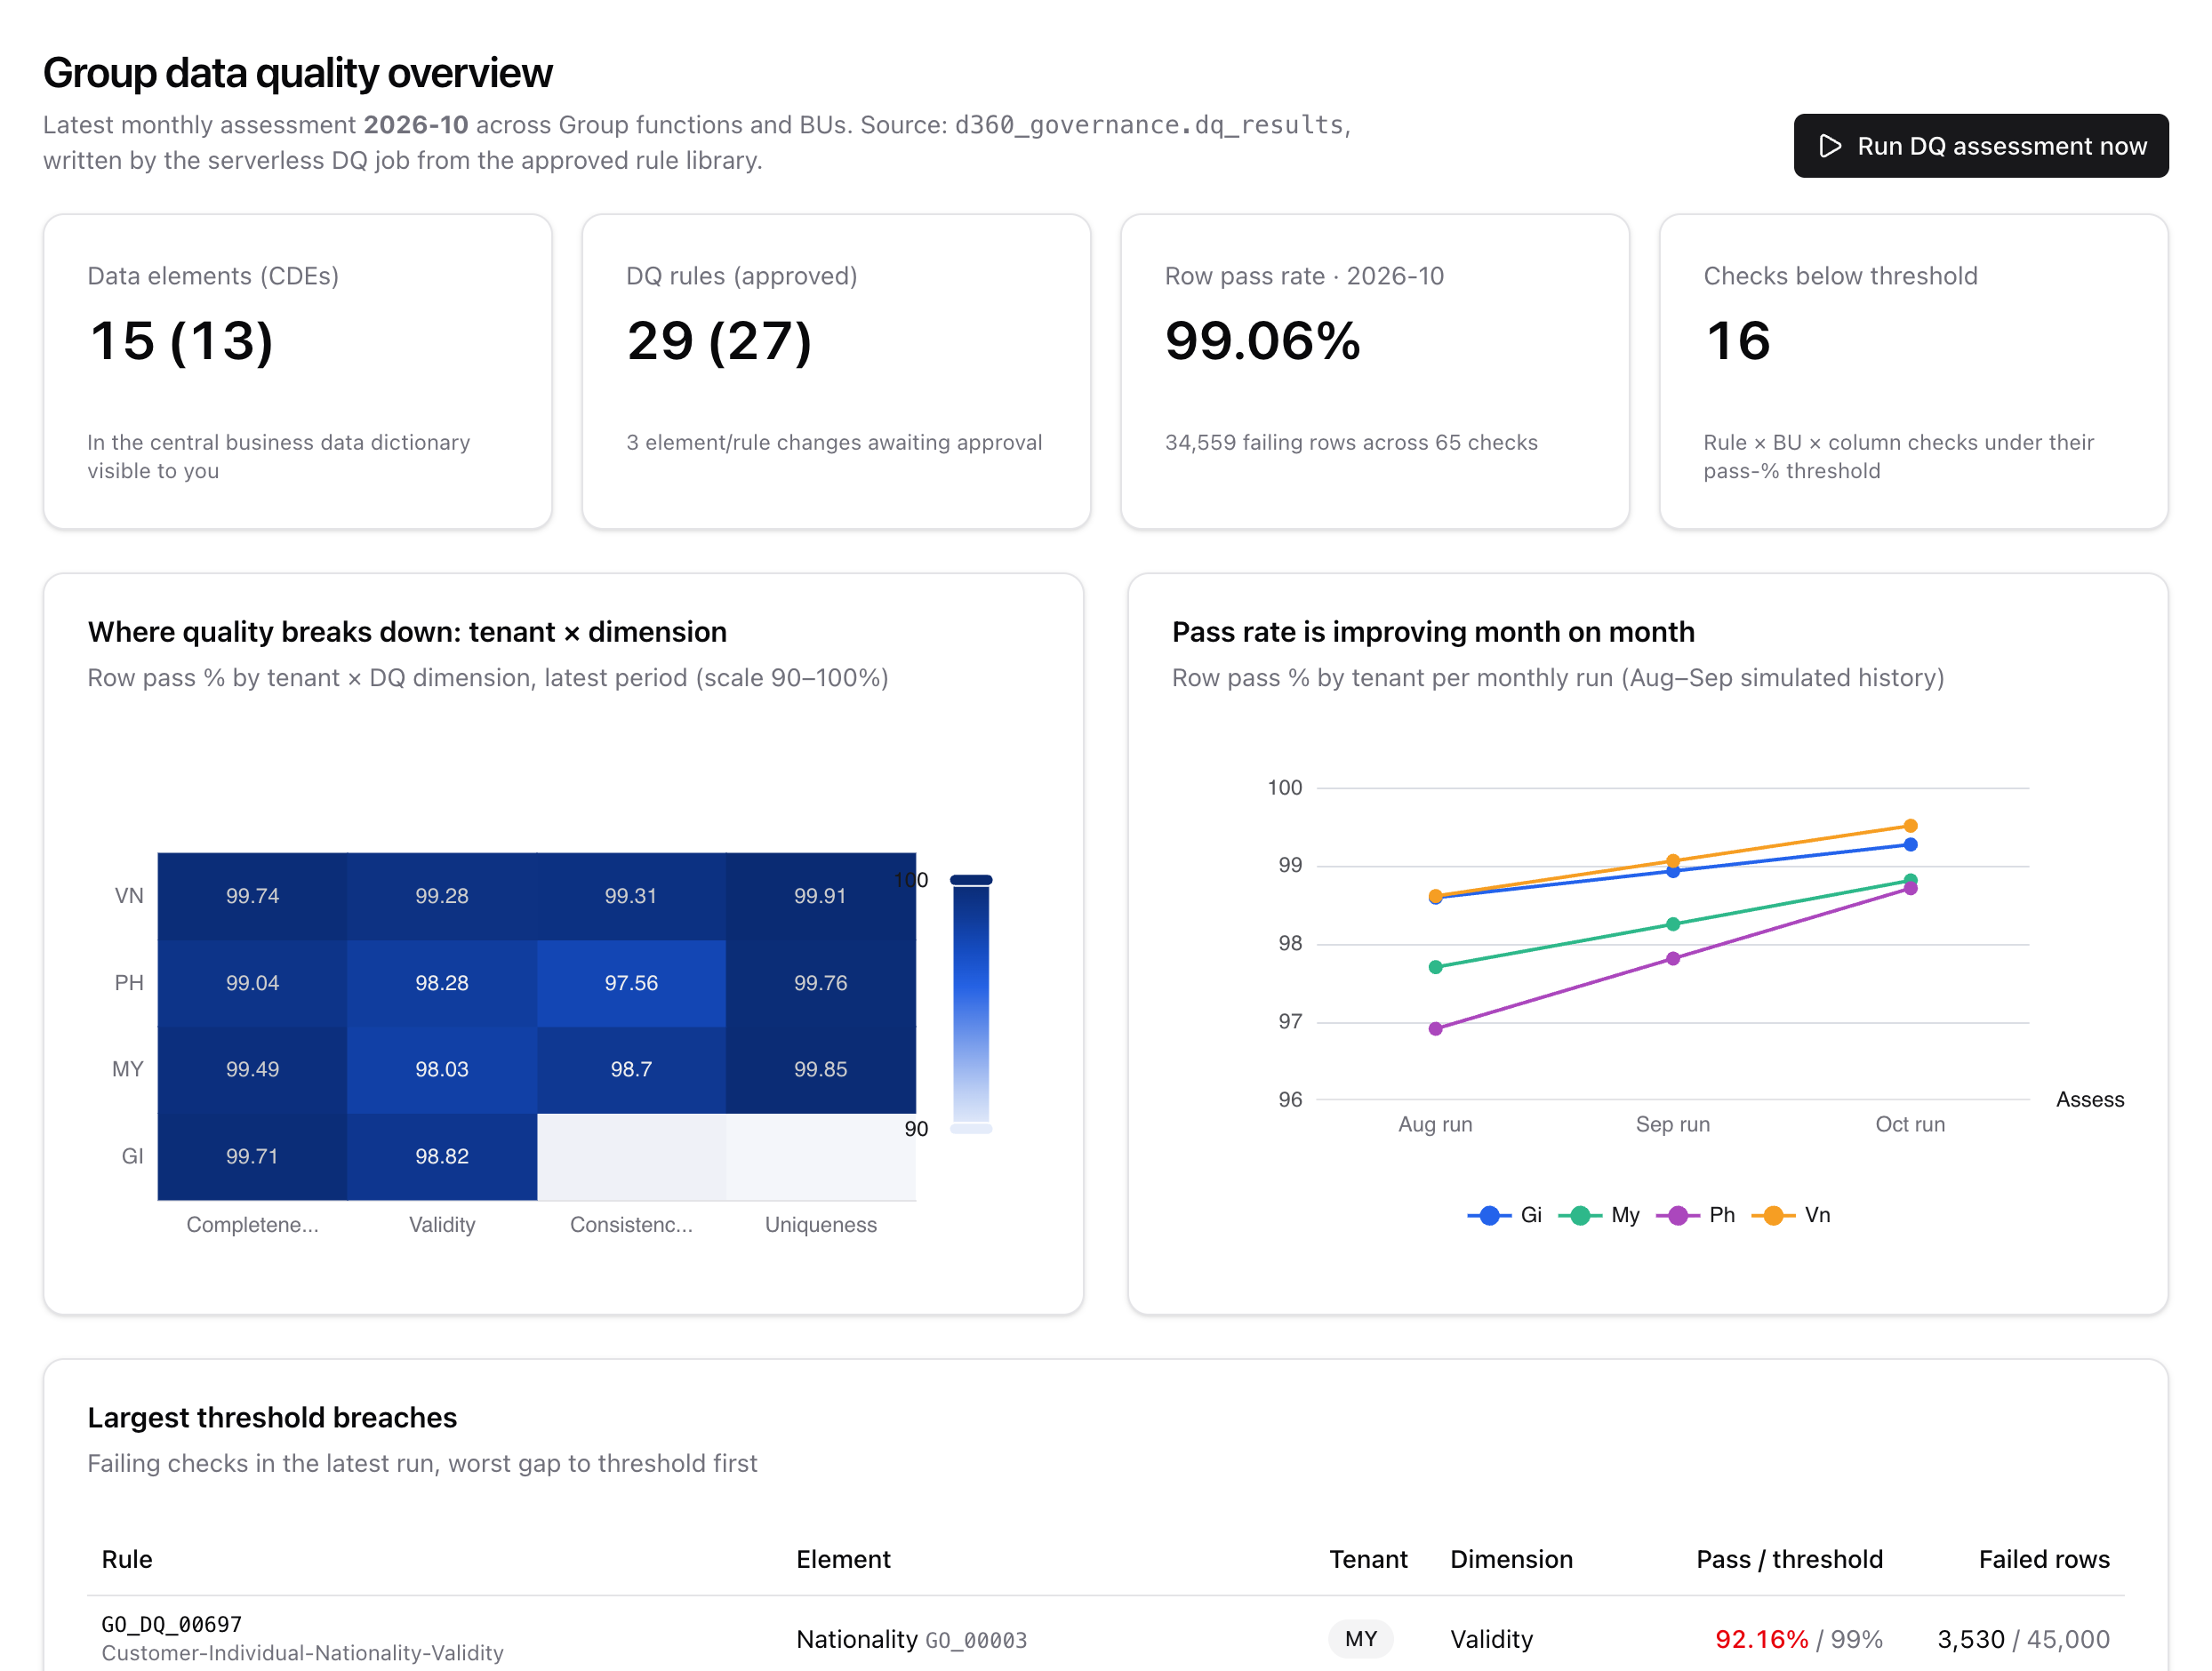 Group data quality overview
Latest monthly assessment 2026-10 across Group functions and BUs. Source: d360_governance.dq_results,
written by the serverless DQ job from the approved rule library.
Run DQ assessment now
Data elements (CDEs)
15 (13)
In the central business data dictionary
visible to you
DQ rules (approved)
29 (27)
3 element/rule changes awaiting approval
Row pass rate · 2026-10
99.06%
34,559 failing rows across 65 checks
Checks below threshold
16
Rule × BU × column checks under their
pass-% threshold
Where quality breaks down: tenant × dimension
Row pass % by tenant × DQ dimension, latest period (scale 90–100%)
VN 99.74 99.28 99.31 99.91
PH 99.04 98.28 97.56 99.76
MY 99.49 98.03 98.7 99.85
GI 99.71 98.82
Completene... Validity Consistenc... Uniqueness
100
90
Pass rate is improving month on month
Row pass % by tenant per monthly run (Aug–Sep simulated history)
100
99
98
97
96
Assess
Aug run Sep run Oct run
Gi My Ph Vn
Largest threshold breaches
Failing checks in the latest run, worst gap to threshold first
Rule Element Tenant Dimension Pass / threshold Failed rows
GO_DQ_00697
Customer-Individual-Nationality-Validity
Nationality GO_00003 MY Validity 92.16% / 99% 3,530 / 45,000